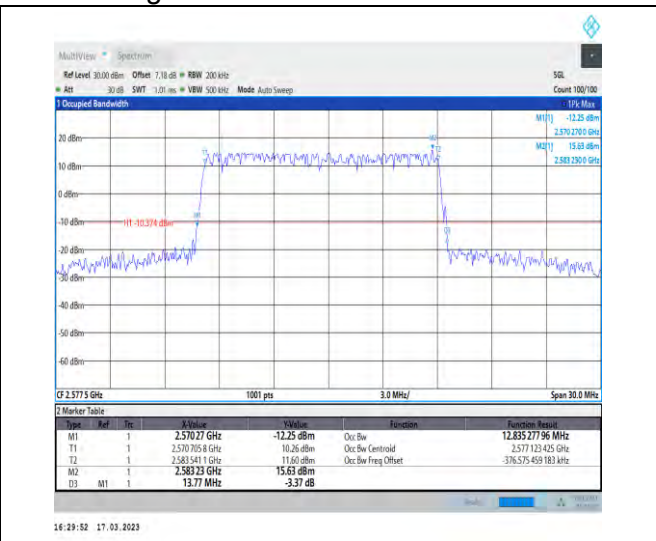 MultiView Spectrum
Ref Level 30.00 dBm Offset 7.18 dB RBW 200 kHz SGL
Att 30 dB SWT 1.01 ms VBW 500 kHz Mode Auto Sweep Count 100/100
1 Occupied Bandwidth 1Pk Max
M1[1] -12.25 dBm
2.570 270 0 GHz
20 dBm M2[1] 15.63 dBm
2.583 230 0 GHz
10 dBm
0 dBm
-10 dBm H1 -10.374 dBm
-20 dBm
-30 dBm
-40 dBm
-50 dBm
-60 dBm
CF 2.577 5 GHz 1001 pts 3.0 MHz/ Span 30.0 MHz
2 Marker Table
Type Ref Trc X-Value Y-Value Function Function Result
M1 1 2.570 27 GHz -12.25 dBm Occ Bw 12.835 277 96 MHz
T1 1 2.570 705 8 GHz 10.26 dBm Occ Bw Centroid 2.577 123 425 GHz
T2 1 2.583 541 1 GHz 11.60 dBm Occ Bw Freq Offset -376.575 459 183 kHz
M2 1 2.583 23 GHz 15.63 dBm
D3 M1 1 13.77 MHz -3.37 dB
16:29:52 17.03.2023